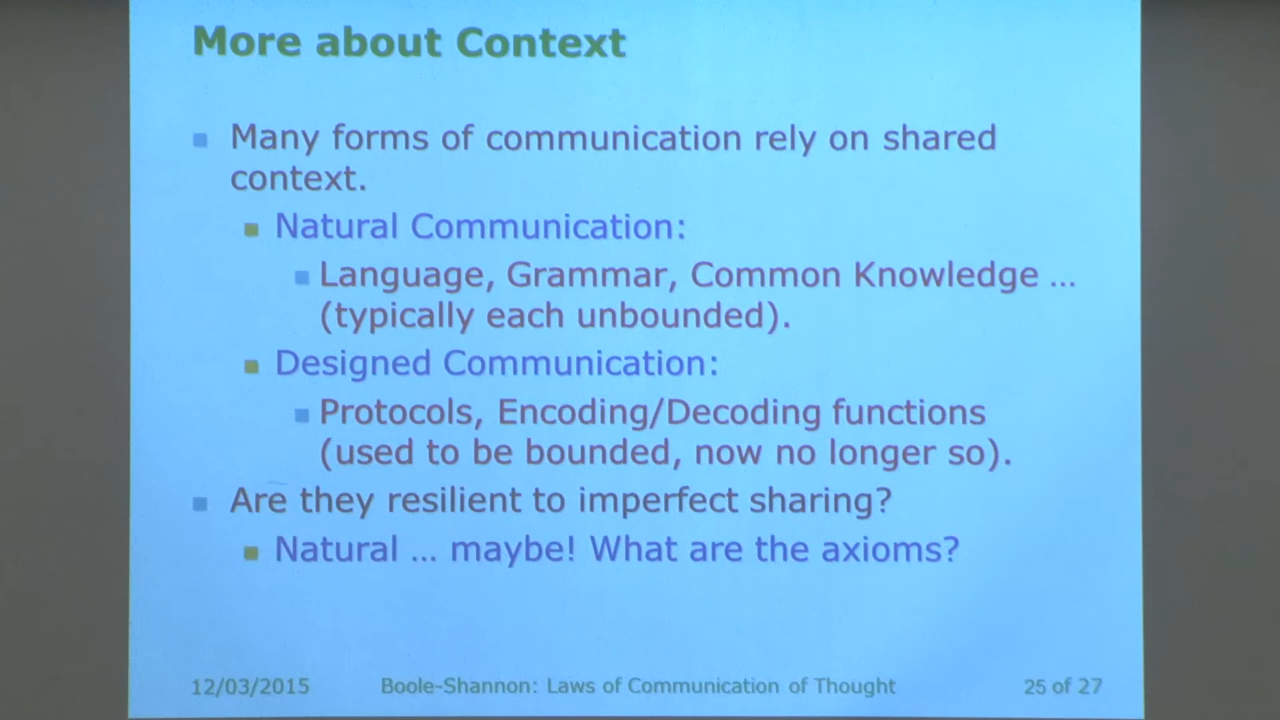 More about Context
Many forms of communication rely on shared
context.
Natural Communication:
Language, Grammar, Common Knowledge …
(typically each unbounded).
Designed Communication:
Protocols, Encoding/Decoding functions
(used to be bounded, now no longer so).
Are they resilient to imperfect sharing?
Natural … maybe! What are the axioms?
12/03/2015 Boole-Shannon: Laws of Communication of Thought 25 of 27